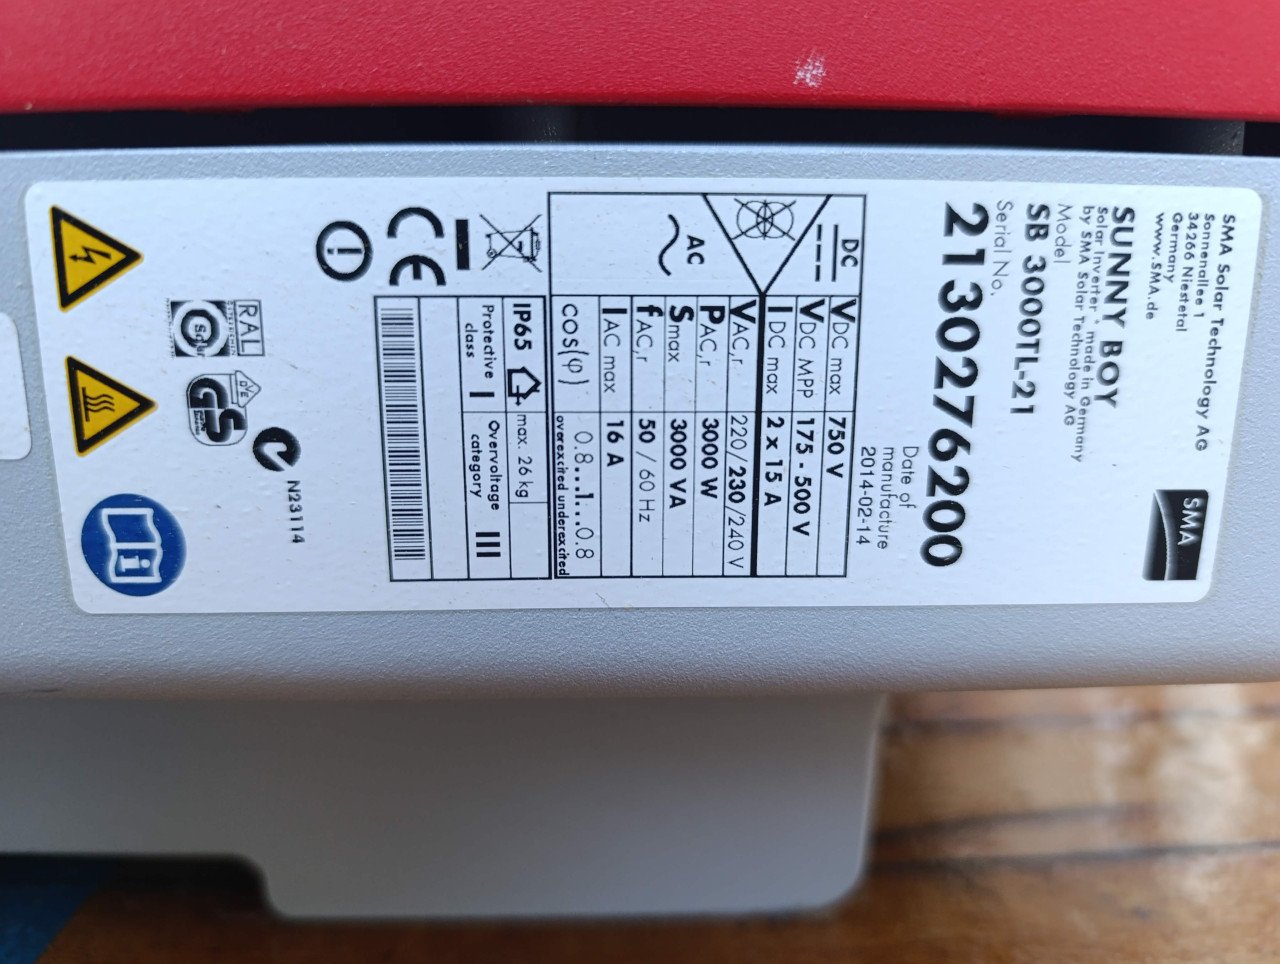 SMA Solar Technology AG
Sonnenallee 1
34266 Niestetal
Germany
www.SMA.de
SMA
SUNNY BOY
Solar Inverter * made in Germany
by SMA Solar Technology AG
Model
SB 3000TL-21
Serial No.
2130276200
Date of
manufacture
2014-02-14
DC
VDC max 750 V
VDC MPP 175 - 500 V
IDC max 2 x 15 A
AC
VAC,r 220/230/240 V
PAC,r 3000 W
Smax 3000 VA
fAC,r 50 / 60 Hz
IAC max 16 A
cos(φ) 0.8...1...0.8
overexcited underexcited
IP65 max. 26 kg
Protective class I Overvoltage category III
CE
N23114
RAL
Solar
DVE
GS